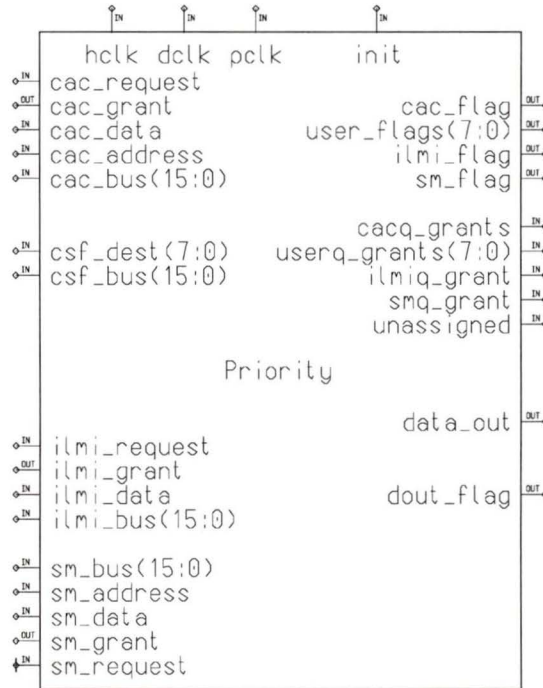 IN IN IN IN
hclk dclk pclk init
IN cac_request
OUT cac_grant cac_flag OUT
IN cac_data user_flags(7:0) OUT
IN cac_address ilmi_flag OUT
IN cac_bus(15:0) sm_flag OUT
cacq_grants IN
IN csf_dest(7:0) userq_grants(7:0) IN
IN csf_bus(15:0) ilmiq_grant IN
smq_grant IN
unassigned IN
Priority
data_out OUT
IN ilmi_request
OUT ilmi_grant
IN ilmi_data dout_flag OUT
IN ilmi_bus(15:0)
IN sm_bus(15:0)
IN sm_address
IN sm_data
OUT sm_grant
IN sm_request